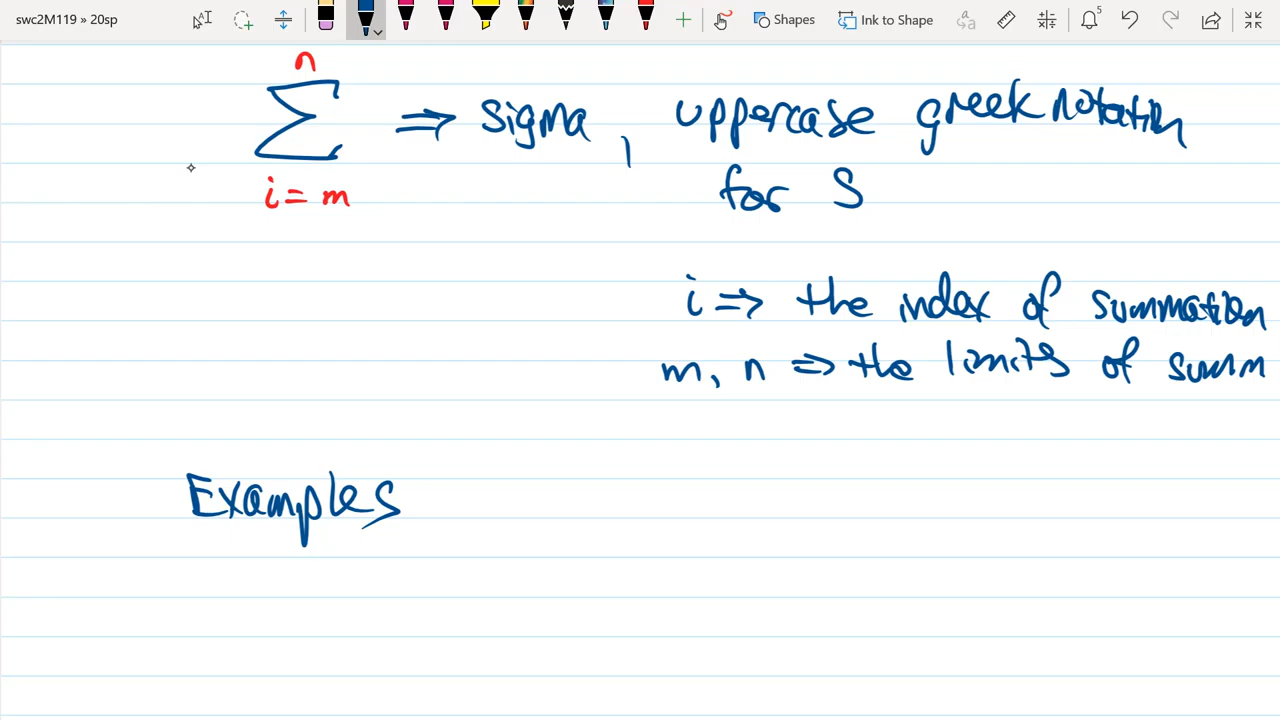 swc2M119 » 20sp
Shapes
Ink to Shape
5
n
∑ ⇒ sigma, uppercase greek notation
i = m
for S
i ⇒ the index of summation
m, n ⇒ the limits of summ
Examples